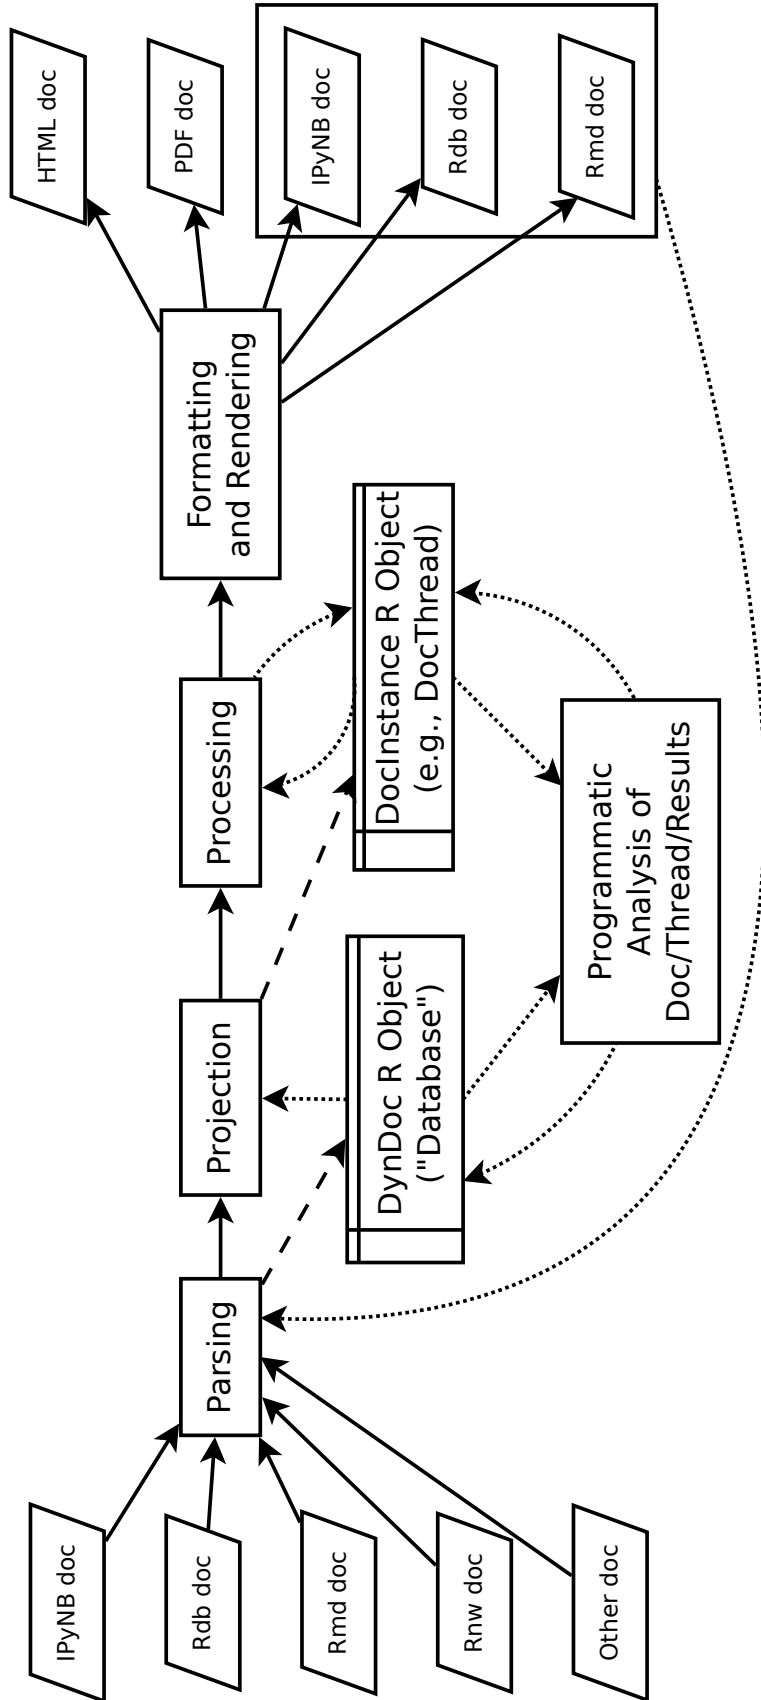 IPyNB doc
Rdb doc
Rmd doc
Rnw doc
Other doc
Parsing
Projection
Processing
Formatting
and Rendering
DynDoc R Object
("Database")
DocInstance R Object
(e.g., DocThread)
Programmatic
Analysis of
Doc/Thread/Results
HTML doc
PDF doc
IPyNB doc
Rdb doc
Rmd doc